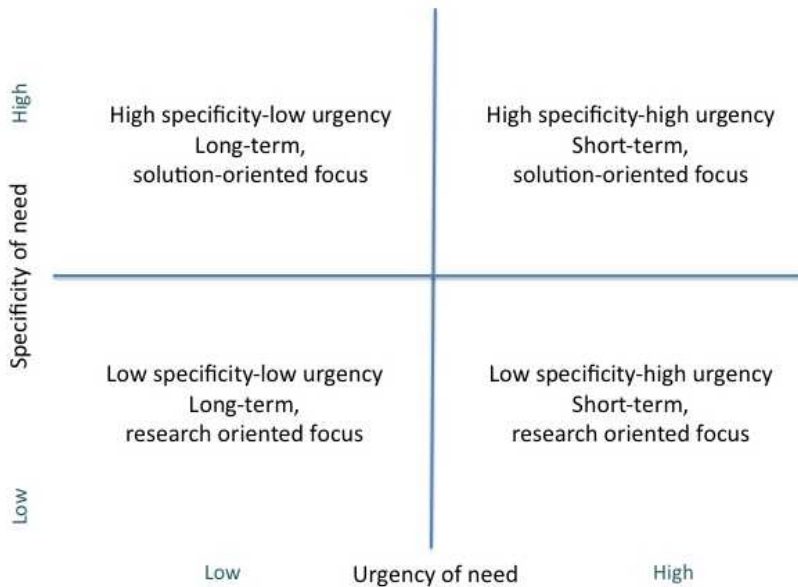 High
High specificity-low urgency
Long-term,
solution-oriented focus
High specificity-high urgency
Short-term,
solution-oriented focus
Specificity of need
Low specificity-low urgency
Long-term,
research oriented focus
Low specificity-high urgency
Short-term,
research oriented focus
Low
Low
Urgency of need
High